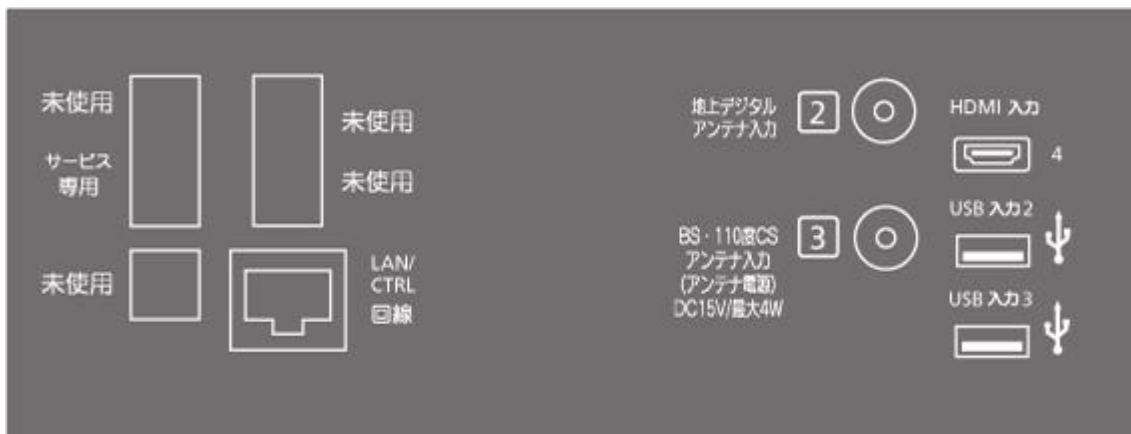 未使用
サービス
専用
未使用
未使用
未使用
LAN/
CTRL
回線
地上デジタル
アンテナ入力
2
BS・110度CS
アンテナ入力
(アンテナ電源)
DC15V/最大4W
3
HDMI 入力
4
USB 入力2
USB 入力3